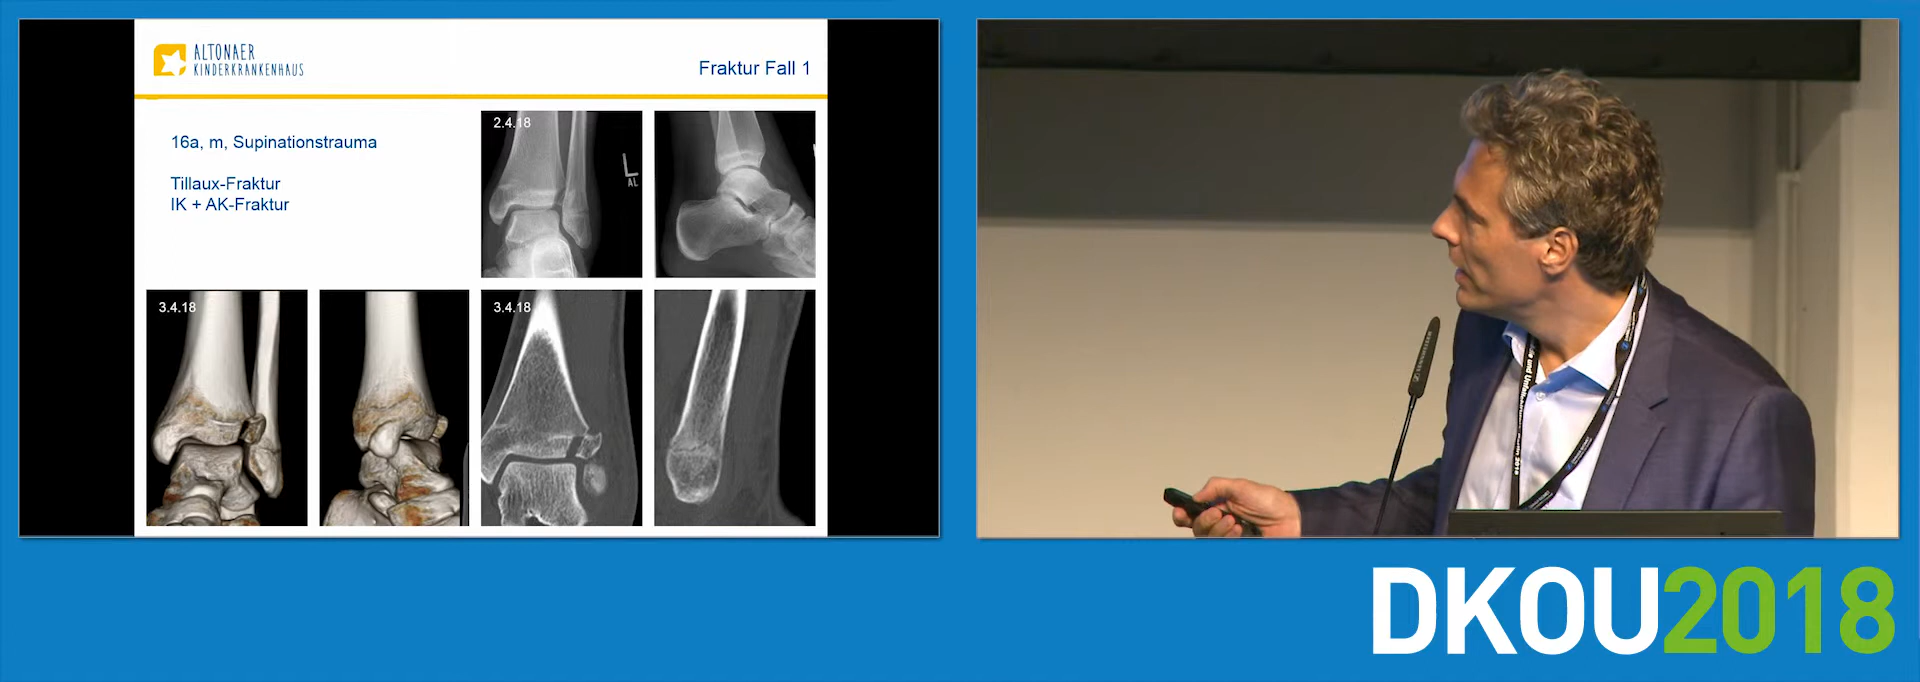 ALTONAER
KINDERKRANKENHAUS
Fraktur Fall 1
16a, m, Supinationstrauma
Tillaux-Fraktur
IK + AK-Fraktur
2.4.18
L
AL
3.4.18
3.4.18
DKOU2018